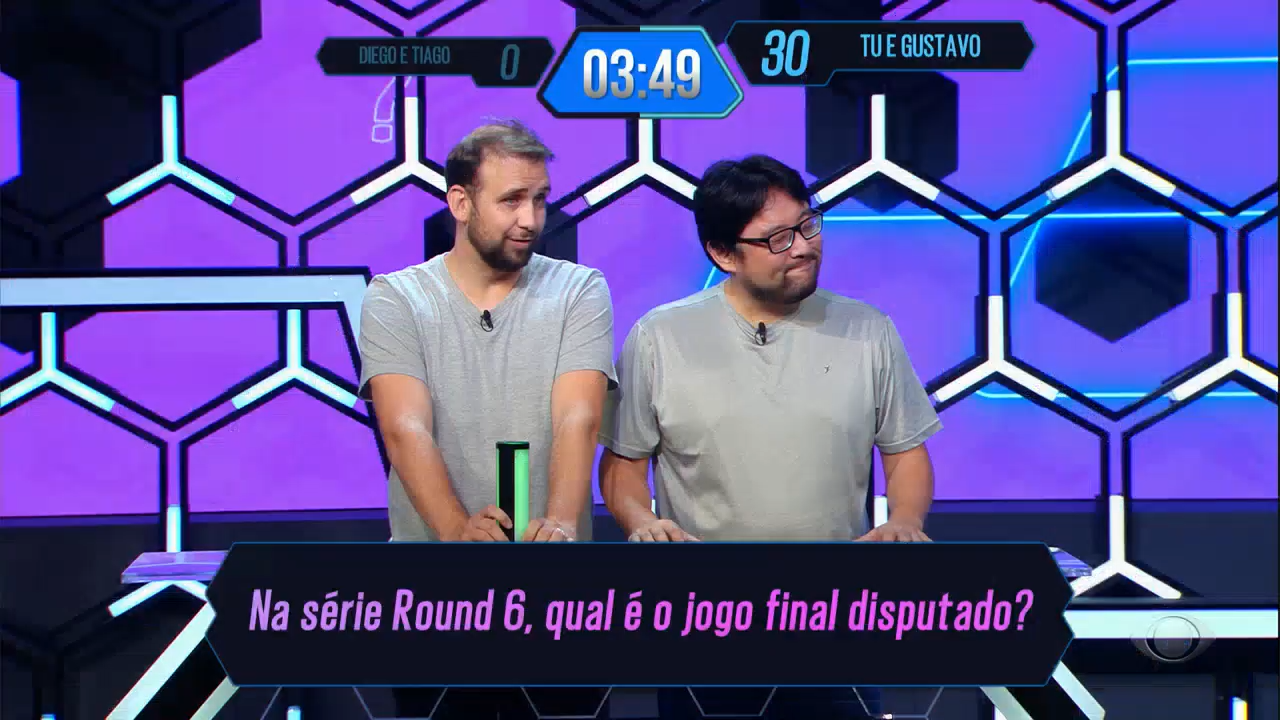 DIEGO E TIAGO 0 03:49 30 TU E GUSTAVO
Na série Round 6, qual é o jogo final disputado?